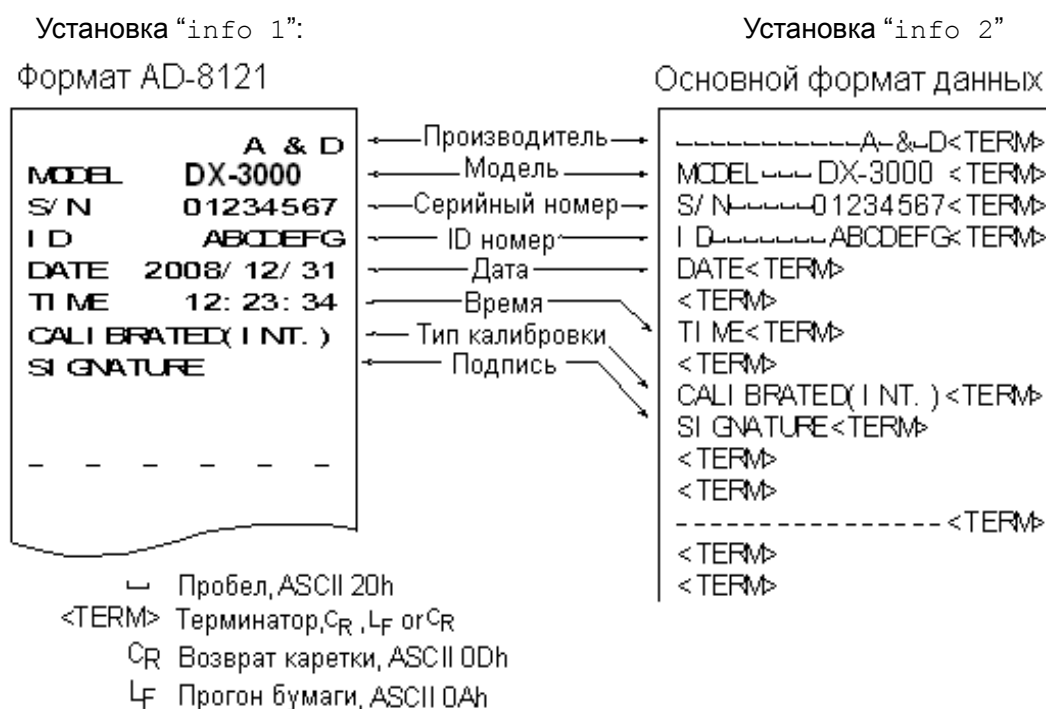 Установка “info 1”: Установка “info 2”
Формат AD-8121 Основной формат данных
A & D Производитель ␣␣␣␣␣␣␣␣␣␣␣A␣&␣D<TERM>
MODEL DX-3000 Модель MODEL␣␣␣DX-3000 <TERM>
S/N 01234567 Серийный номер S/N␣␣␣␣␣01234567<TERM>
ID ABCDEFG ID номер ID␣␣␣␣␣␣␣ABCDEFG<TERM>
DATE 2008/12/31 Дата DATE<TERM>
<TERM>
TIME 12:23:34 Время TIME<TERM>
<TERM>
CALIBRATED(INT.) Тип калибровки CALIBRATED(INT.)<TERM>
SIGNATURE Подпись SIGNATURE<TERM>
<TERM>
<TERM>
- - - - - - ----------------<TERM>
<TERM>
<TERM>
␣ Пробел, ASCII 20h
<TERM> Терминатор,CR ,LF orCR
CR Возврат каретки, ASCII 0Dh
LF Прогон бумаги, ASCII 0Ah